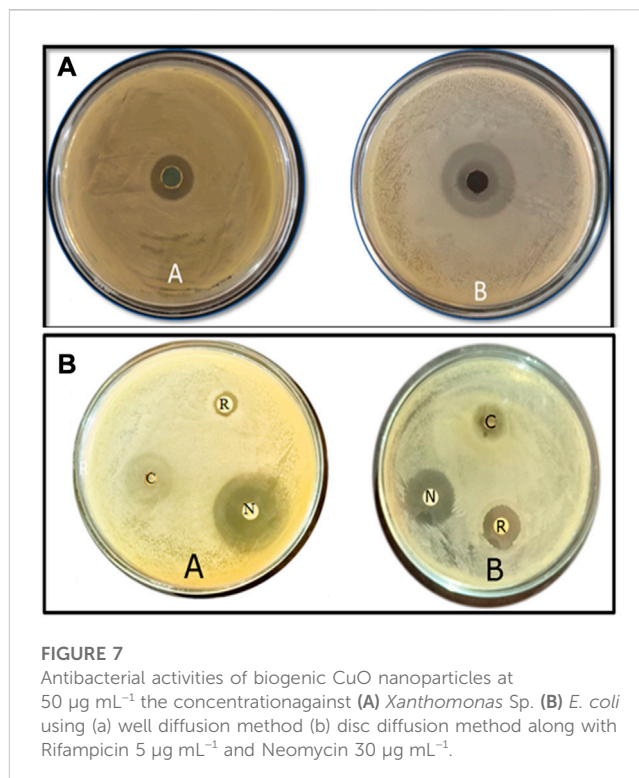 A
A
B
B
R
C
N
A
C
N
R
B
FIGURE 7
Antibacterial activities of biogenic CuO nanoparticles at
50 µg mL⁻¹ the concentrationagainst (A) Xanthomonas Sp. (B) E. coli
using (a) well diffusion method (b) disc diffusion method along with
Rifampicin 5 µg mL⁻¹ and Neomycin 30 µg mL⁻¹.